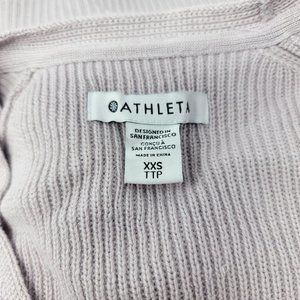 ATHLETA
DESIGNED IN
SAN FRANCISCO
CONÇU À
SAN FRANCISCO
MADE IN CHINA
XXS
TTP